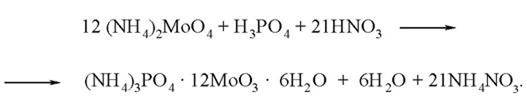 12 (NH₄)₂MoO₄ + H₃PO₄ + 21HNO₃ ⟶
⟶ (NH₄)₃PO₄ · 12MoO₃ · 6H₂O + 6H₂O + 21NH₄NO₃.